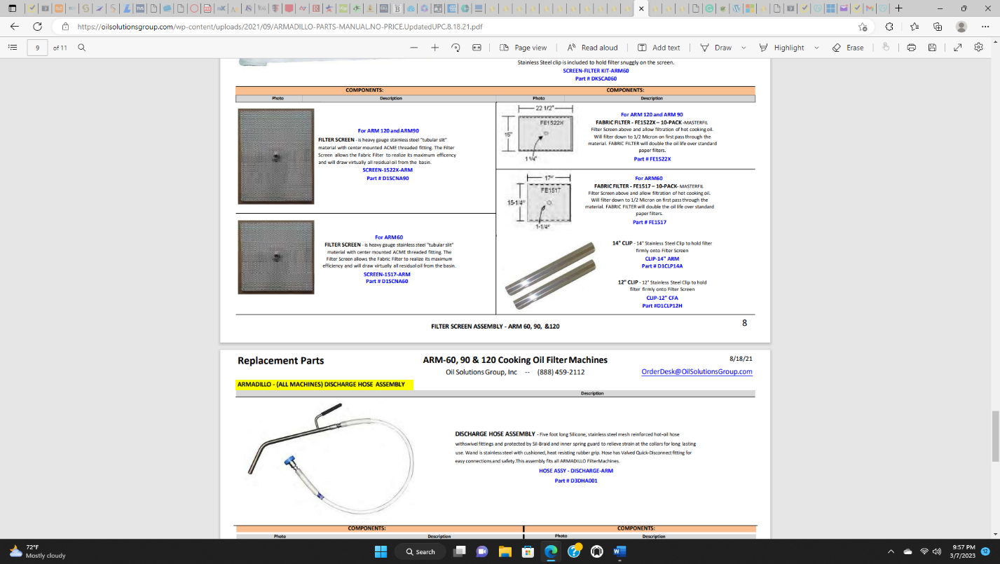 https://oilsolutionsgroup.com/wp-content/uploads/2021/09/ARMADILLO-PARTS-MANUAL.NO-PRICE.UpdatedUPC.8.18.21.pdf
9 of 11
Page view
Read aloud
Add text
Draw
Highlight
Erase
Stainless Steel clip is included to hold filter snuggly on the screen.
SCREEN-FILTER KIT-ARM60
Part # DKSCA060
COMPONENTS: COMPONENTS:
Photo Description Photo Description
For ARM 120 and ARM90
FILTER SCREEN - is heavy gauge stainless steel "tubular slit"
material with center mounted ACME threaded fitting. The Filter
Screen allows the Fabric Filter to realize its maximum efficency
and will draw virtually all residual oil from the basin.
SCREEN-1522X-ARM
Part # D1SCNA90
22 1/2"
FE1522X
15"
1 ¼"
For ARM 120 and ARM 90
FABRIC FILTER - FE1522X – 10-PACK -MASTERFIL
Filter Screen above and allow filtration of hot cooking oil.
Will filter down to 1/2 Micron on first pass through the
material. FABRIC FILTER will double the oil life over standard
paper filters.
Part # FE1522X
17"
FE1517
15-1/4"
1-1/4"
For ARM60
FABRIC FILTER - FE1517 – 10-PACK- MASTERFIL
Filter Screen above and allow filtration of hot cooking oil.
Will filter down to 1/2 Micron on first pass through the
material. FABRIC FILTER will double the oil life over standard
paper filters.
Part # FE1517
For ARM60
FILTER SCREEN - is heavy gauge stainless steel "tubular slit"
material with center mounted ACME threaded fitting. The
Filter Screen allows the Fabric Filter to realize its maximum
efficiency and will draw virtually all residual oil from the basin.
SCREEN-1517-ARM
Part # D1SCNA60
14" CLIP - 14" Stainless Steel Clip to hold filter
firmly onto Filter Screen
CLIP-14" ARM
Part # D1CLP14A
12" CLIP - 12" Stainless Steel Clip to hold
filter firmly onto Filter Screen
CLIP-12" CFA
Part #D1CLP12H
FILTER SCREEN ASSEMBLY - ARM 60, 90, &120
8
Replacement Parts
ARM-60, 90 & 120 Cooking Oil Filter Machines
8/18/21
Oil Solutions Group, Inc -- (888) 459-2112
OrderDesk@OilSolutionsGroup.com
ARMADILLO - (ALL MACHINES) DISCHARGE HOSE ASSEMBLY
Description
DISCHARGE HOSE ASSEMBLY - Five foot long Silicone, stainless steel mesh reinforced hot-oil hose
withswivel fittings and protected by Sil-Braid and inner spring guard to relieve strain at the collars for long lasting
use. Wand is stainless steel with cushioned, heat resisting rubber grip. Hose has Valved Quick-Disconnect fitting for
easy connections and safety.This assembly fits all ARMADILLO FilterMachines.
HOSE ASSY - DISCHARGE-ARM
Part # D3DHA001
COMPONENTS: COMPONENTS:
Photo Description Photo Description
72°F
Mostly cloudy
Search
9:57 PM
3/7/2023
12